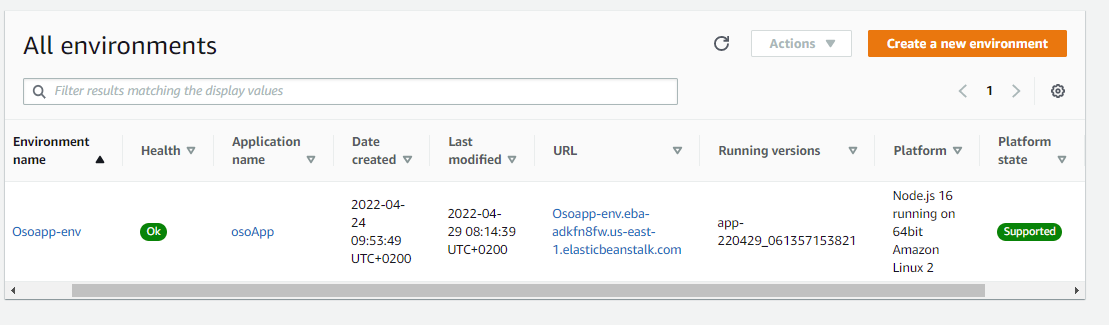 All environments
Actions
Create a new environment
Filter results matching the display values
1
Environment
name
Health
Application
name
Date
created
Last
modified
URL
Running versions
Platform
Platform
state
Osoapp-env
Ok
osoApp
2022-04-
24
09:53:49
UTC+0200
2022-04-
29 08:14:39
UTC+0200
Osoapp-env.eba-
adkfn8fw.us-east-
1.elasticbeanstalk.com
app-
220429_061357153821
Node.js 16
running on
64bit
Amazon
Linux 2
Supported